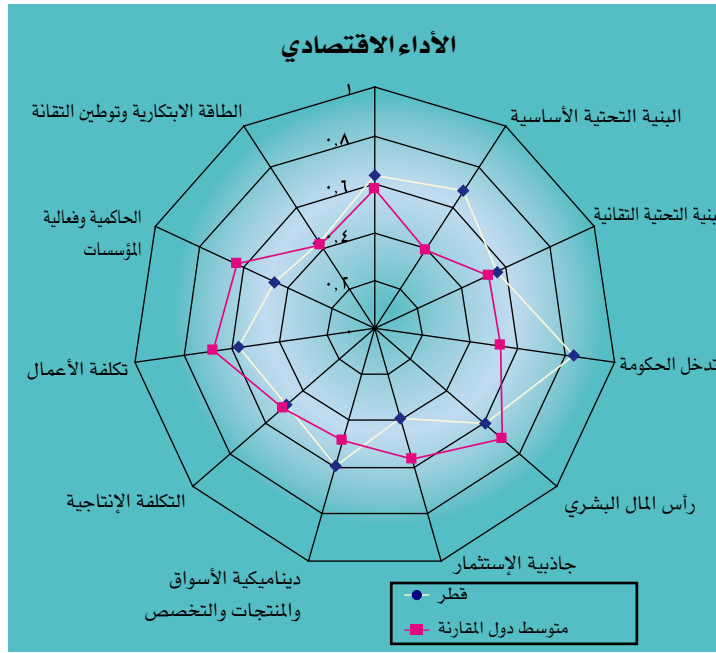 الأداء الاقتصادي
١
٠,٨
٠,٦
٠,٤
٠,٢
٠
البنية التحتية الأساسية
لبنية التحتية التقانية
تدخل الحكومة
رأس المال البشري
جاذبية الإستثمار
ديناميكية الأسواق
والمنتجات والتخصص
التكلفة الإنتاجية
تكلفة الأعمال
الحاكمية وفعالية
المؤسسات
الطاقة الابتكارية وتوطين التقانة
قطر
متوسط دول المقارنة